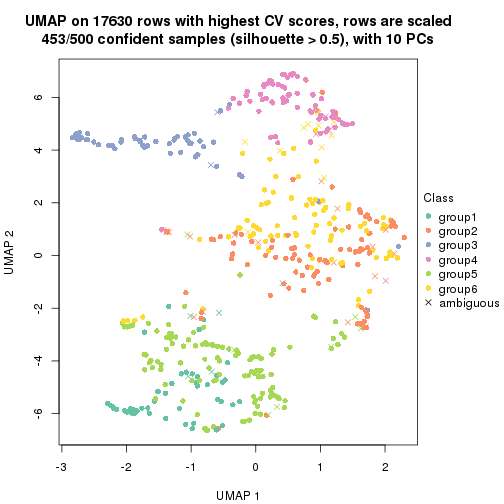 UMAP on 17630 rows with highest CV scores, rows are scaled
453/500 confident samples (silhouette > 0.5), with 10 PCs
6
4
2
0
-2
-4
-6
UMAP 2
-3
-2
-1
0
1
2
UMAP 1
Class
group1
group2
group3
group4
group5
group6
ambiguous